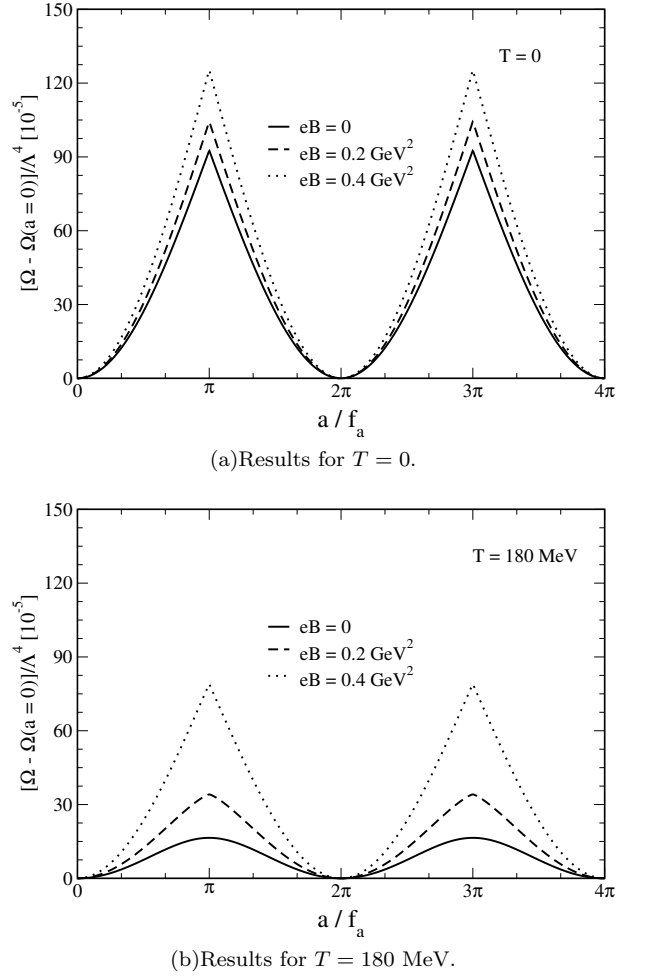 150
120
90
60
30
0
[Ω - Ω(a = 0)]/Λ⁴ [10⁻⁵]
T = 0
eB = 0
eB = 0.2 GeV²
eB = 0.4 GeV²
0 π 2π 3π 4π
a / fₐ
(a)Results for T = 0.
150
120
90
60
30
0
[Ω - Ω(a = 0)]/Λ⁴ [10⁻⁵]
T = 180 MeV
eB = 0
eB = 0.2 GeV²
eB = 0.4 GeV²
0 π 2π 3π 4π
a / fₐ
(b)Results for T = 180 MeV.